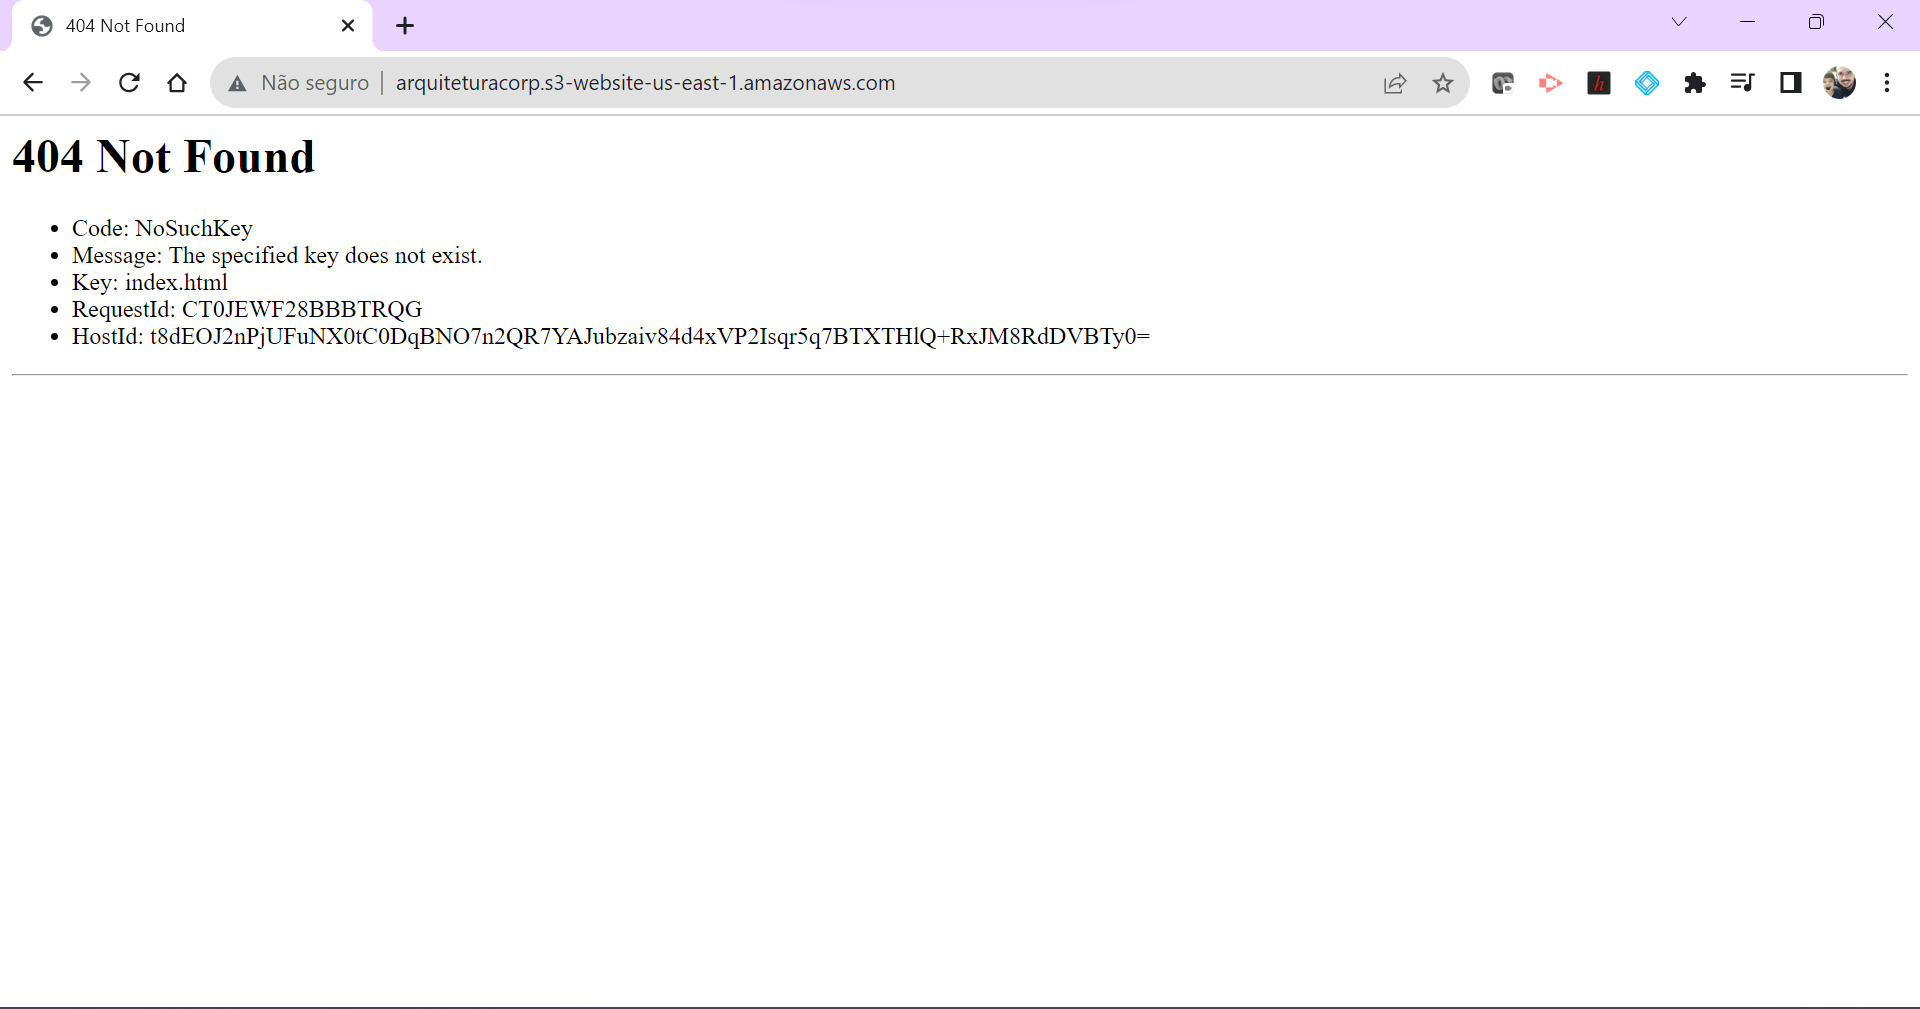 404 Not Found
Não seguro | arquiteturacorp.s3-website-us-east-1.amazonaws.com
404 Not Found
• Code: NoSuchKey
• Message: The specified key does not exist.
• Key: index.html
• RequestId: CT0JEWF28BBBTRQG
• HostId: t8dEOJ2nPjUFuNX0tC0DqBNO7n2QR7YAJubzaiv84d4xVP2Isqr5q7BTXTHlQ+RxJM8RdDVBTy0=